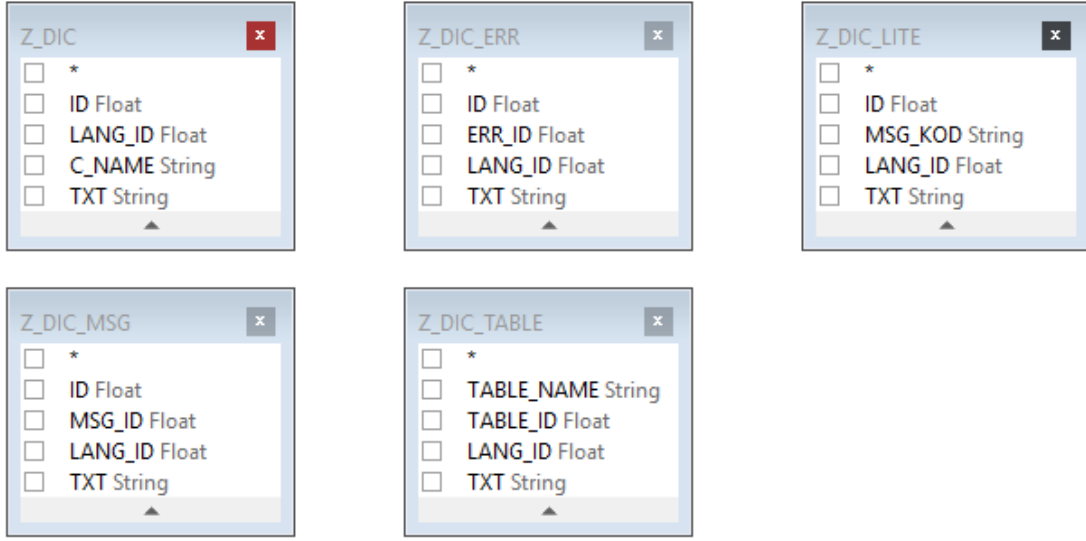 Z_DIC x
*
ID Float
LANG_ID Float
C_NAME String
TXT String
Z_DIC_ERR x
*
ID Float
ERR_ID Float
LANG_ID Float
TXT String
Z_DIC_LITE x
*
ID Float
MSG_KOD String
LANG_ID Float
TXT String
Z_DIC_MSG x
*
ID Float
MSG_ID Float
LANG_ID Float
TXT String
Z_DIC_TABLE x
*
TABLE_NAME String
TABLE_ID Float
LANG_ID Float
TXT String